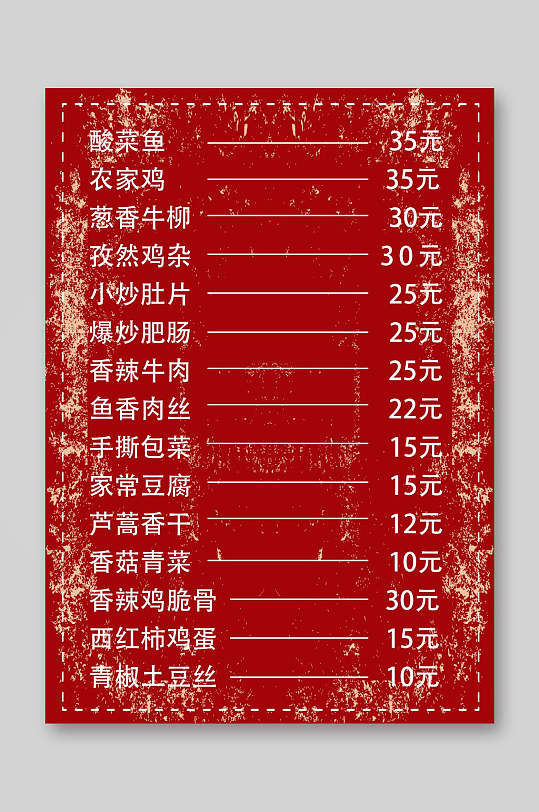 酸菜鱼 35元
农家鸡 35元
葱香牛柳 30元
孜然鸡杂 30元
小炒肚片 25元
爆炒肥肠 25元
香辣牛肉 25元
鱼香肉丝 22元
手撕包菜 15元
家常豆腐 15元
芦蒿香干 12元
香菇青菜 10元
香辣鸡脆骨 30元
西红柿鸡蛋 15元
青椒土豆丝 10元